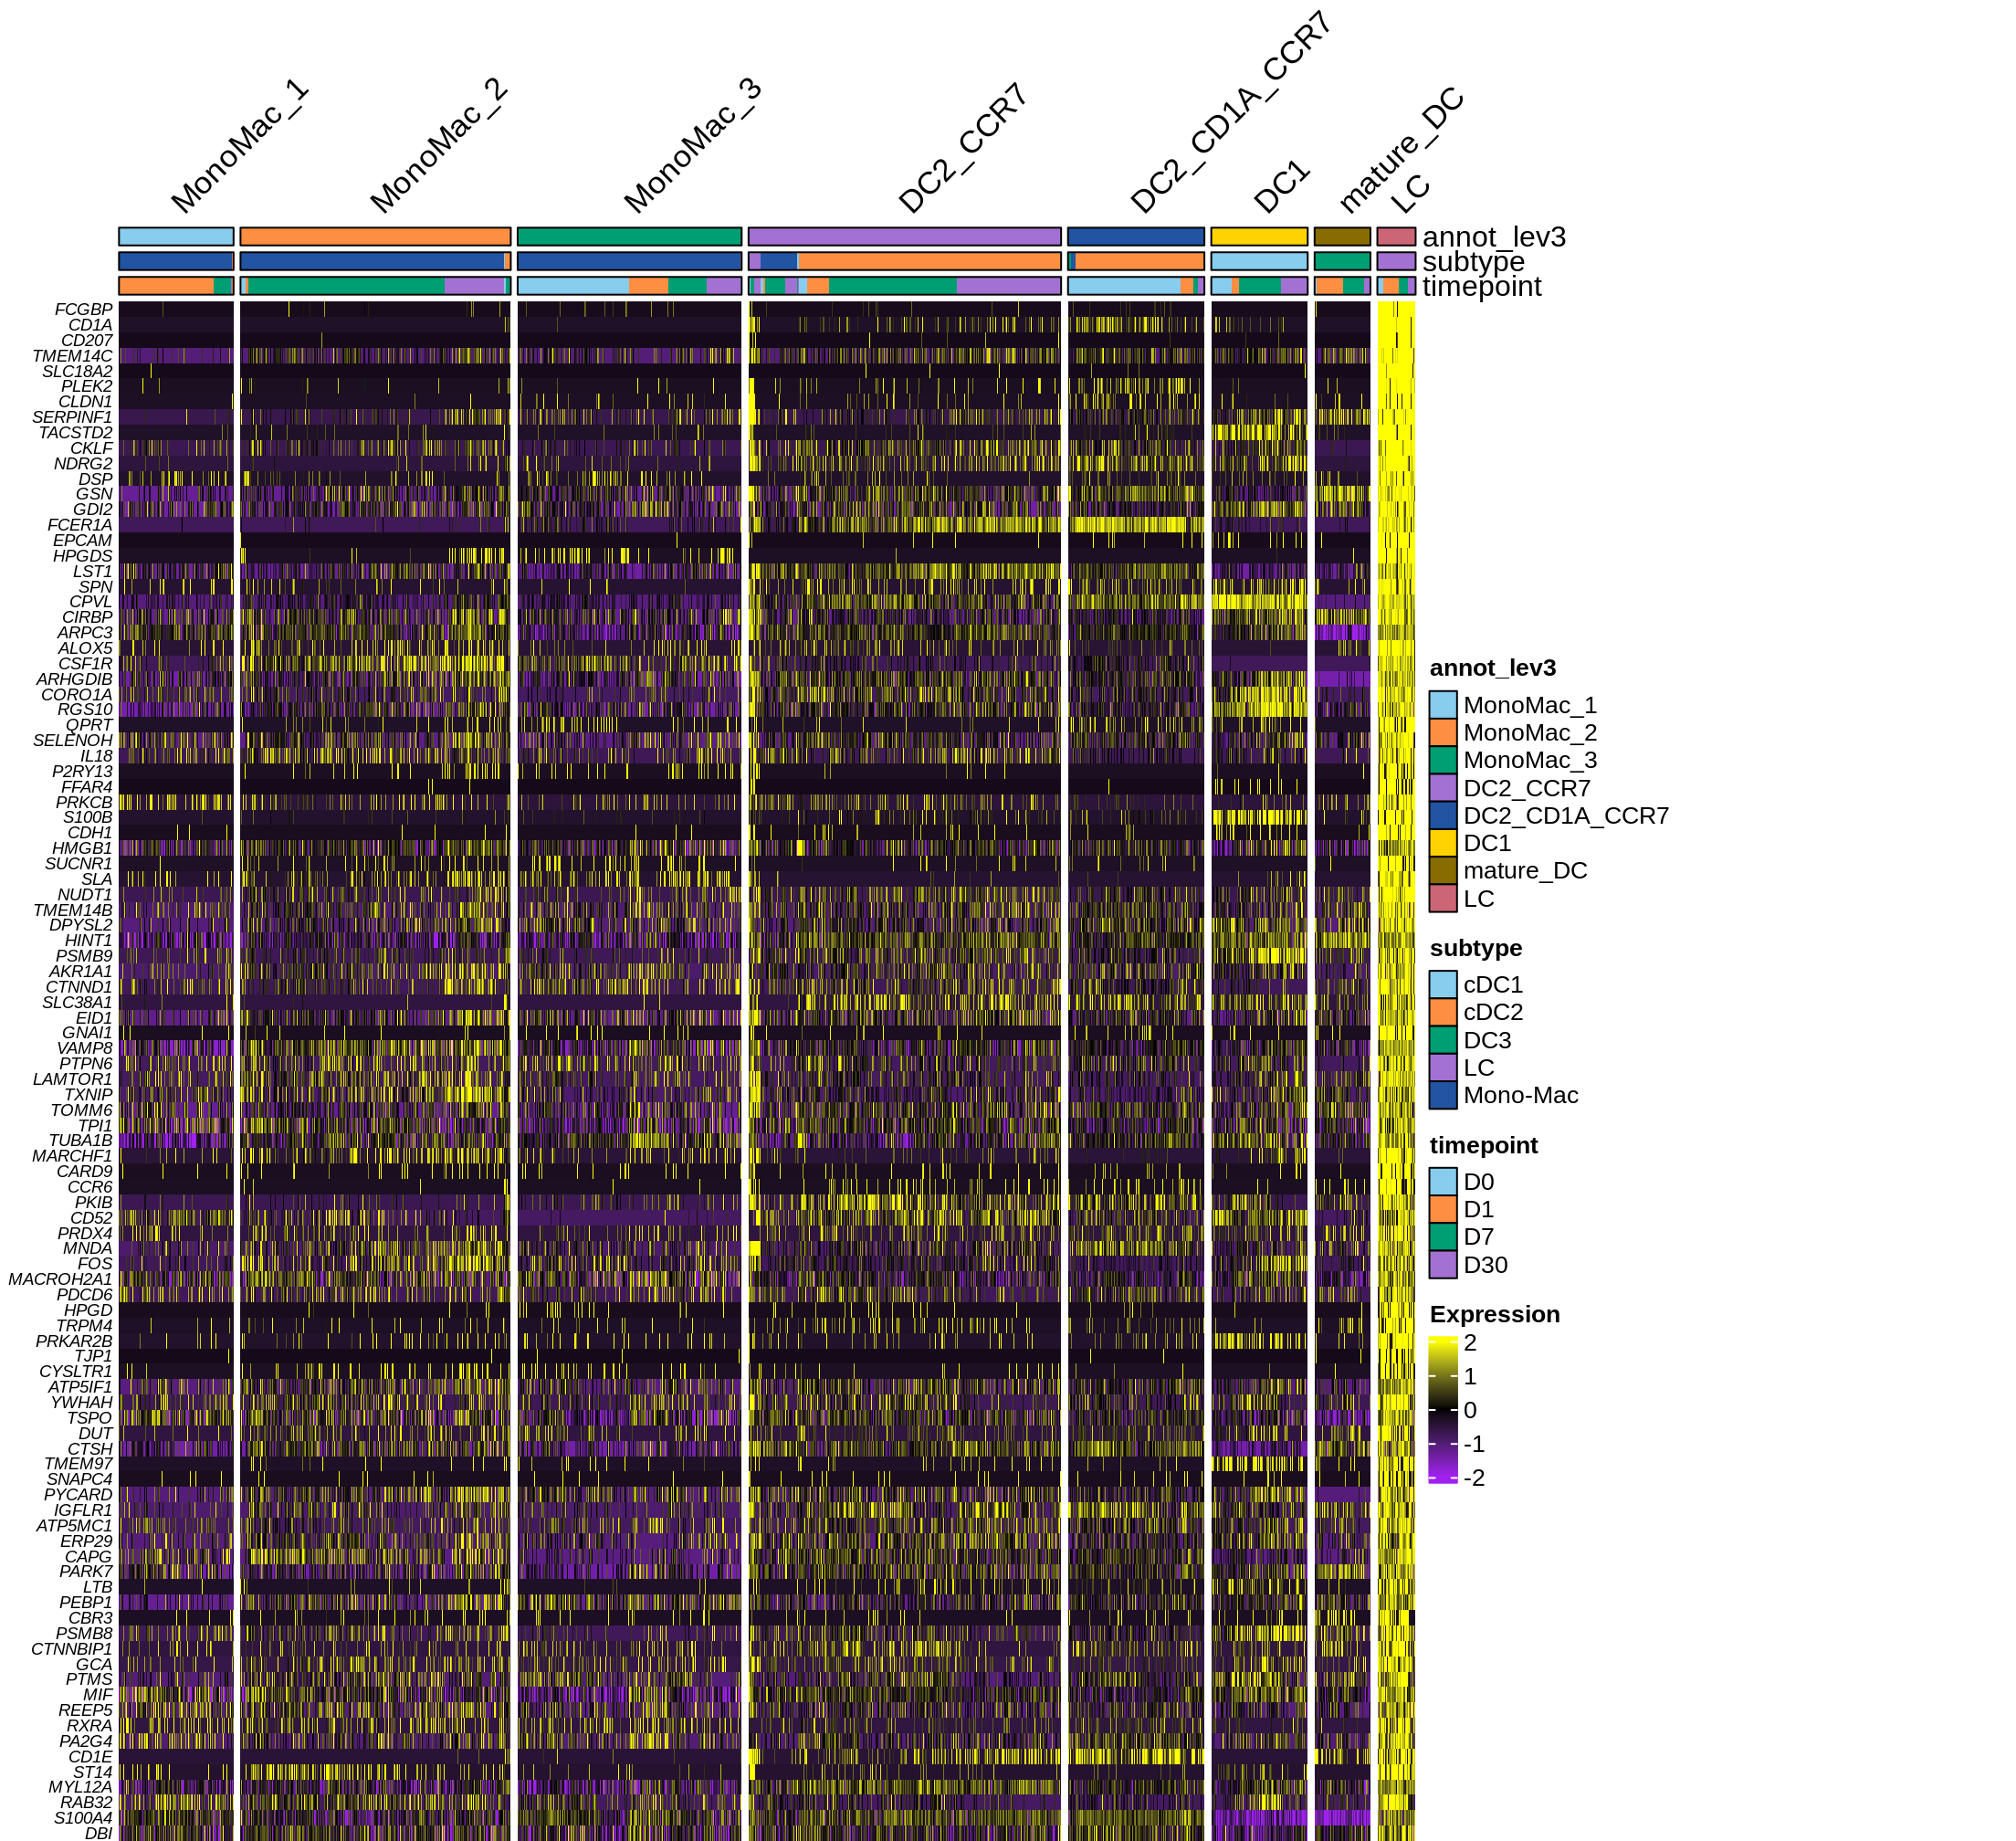 MonoMac_1
MonoMac_2
MonoMac_3
DC2_CCR7
DC2_CD1A_CCR7
DC1
mature_DC
LC
annot_lev3
subtype
timepoint
FCGBP
CD1A
CD207
TMEM14C
SLC18A2
PLEK2
CLDN1
SERPINF1
TACSTD2
CKLF
NDRG2
DSP
GSN
GDI2
FCER1A
EPCAM
HPGDS
LST1
SPN
CPVL
CIRBP
ARPC3
ALOX5
CSF1R
ARHGDIB
CORO1A
RGS10
QPRT
SELENOH
IL18
P2RY13
FFAR4
PRKCB
S100B
CDH1
HMGB1
SUCNR1
SLA
NUDT1
TMEM14B
DPYSL2
HINT1
PSMB9
AKR1A1
CTNND1
SLC38A1
EID1
GNAI1
VAMP8
PTPN6
LAMTOR1
TXNIP
TOMM6
TPI1
TUBA1B
MARCHF1
CARD9
CCR6
PKIB
CD52
PRDX4
MNDA
FOS
MACROH2A1
PDCD6
HPGD
TRPM4
PRKAR2B
TJP1
CYSLTR1
ATP5IF1
YWHAH
TSPO
DUT
CTSH
TMEM97
SNAPC4
PYCARD
IGFLR1
ATP5MC1
ERP29
CAPG
PARK7
LTB
PEBP1
CBR3
PSMB8
CTNNBIP1
GCA
PTMS
MIF
REEP5
RXRA
PA2G4
CD1E
ST14
MYL12A
RAB32
S100A4
DBI
annot_lev3
MonoMac_1
MonoMac_2
MonoMac_3
DC2_CCR7
DC2_CD1A_CCR7
DC1
mature_DC
LC
subtype
cDC1
cDC2
DC3
LC
Mono-Mac
timepoint
D0
D1
D7
D30
Expression
2
1
0
-1
-2